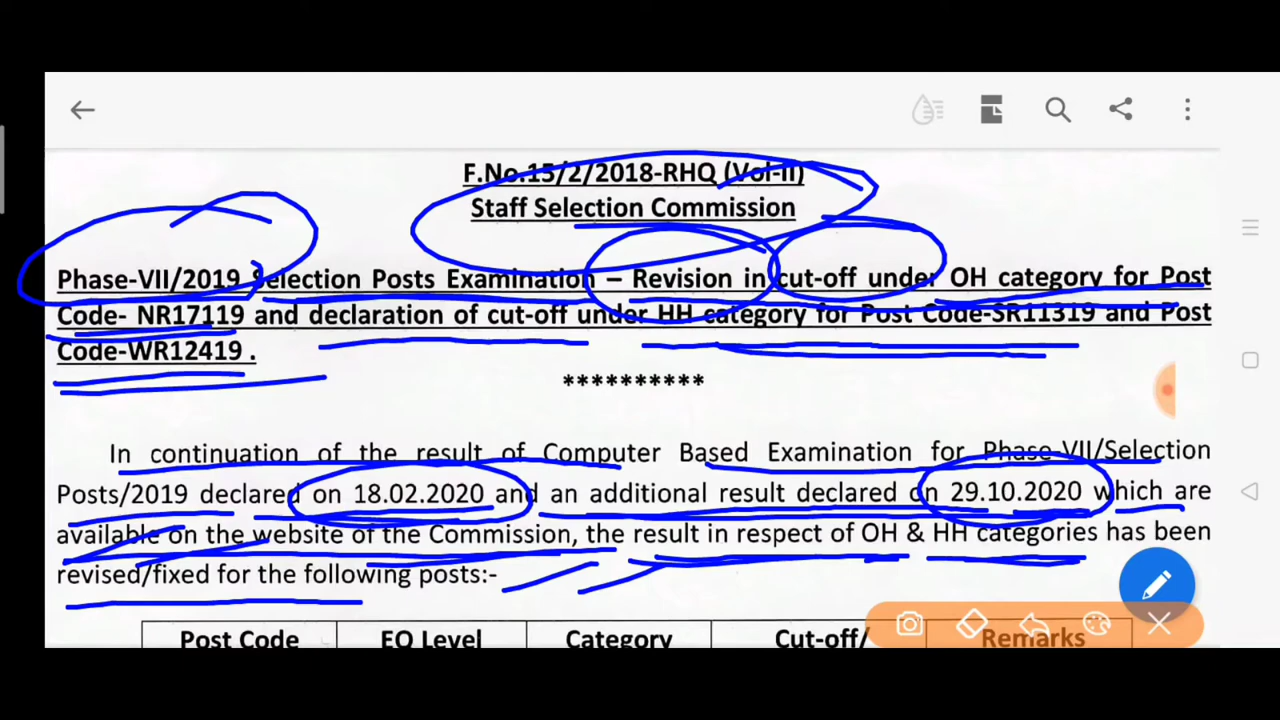 F.No.15/2/2018-RHQ (Vol-II)
Staff Selection Commission
Phase-VII/2019 Selection Posts Examination – Revision in cut-off under OH category for Post
Code- NR17119 and declaration of cut-off under HH category for Post Code-SR11319 and Post
Code-WR12419 .
**********
In continuation of the result of Computer Based Examination for Phase-VII/Selection
Posts/2019 declared on 18.02.2020 and an additional result declared on 29.10.2020 which are
available on the website of the Commission, the result in respect of OH & HH categories has been
revised/fixed for the following posts:-
Post Code EQ Level Category Cut-off/ Remarks